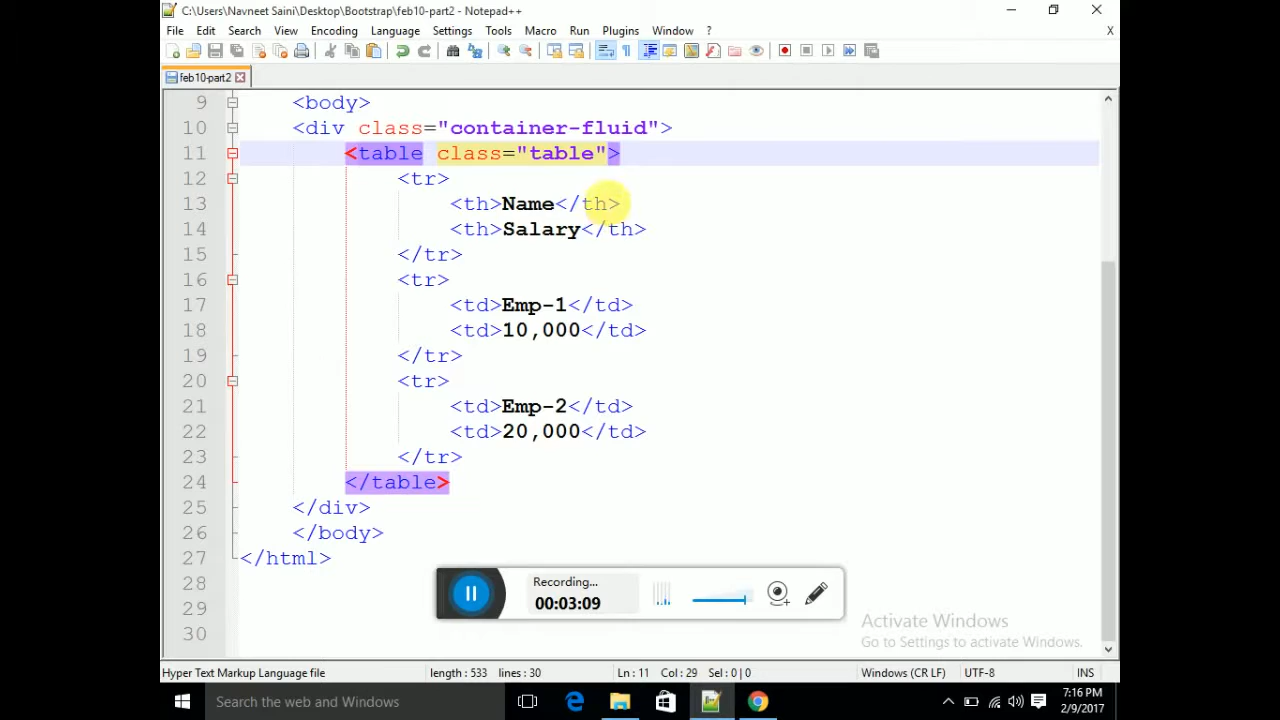 C:\Users\Navneet Saini\Desktop\Bootstrap\feb10-part2 - Notepad++
File Edit Search View Encoding Language Settings Tools Macro Run Plugins Window ? X
feb10-part2
9 <body>
10 <div class="container-fluid">
11 <table class="table">
12 <tr>
13 <th>Name</th>
14 <th>Salary</th>
15 </tr>
16 <tr>
17 <td>Emp-1</td>
18 <td>10,000</td>
19 </tr>
20 <tr>
21 <td>Emp-2</td>
22 <td>20,000</td>
23 </tr>
24 </table>
25 </div>
26 </body>
27 </html>
28
29
30
Recording...
00:03:09
Activate Windows
Go to Settings to activate Windows.
Hyper Text Markup Language file length : 533 lines : 30 Ln : 11 Col : 29 Sel : 0 | 0 Windows (CR LF) UTF-8 INS
Search the web and Windows
7:16 PM
2/9/2017